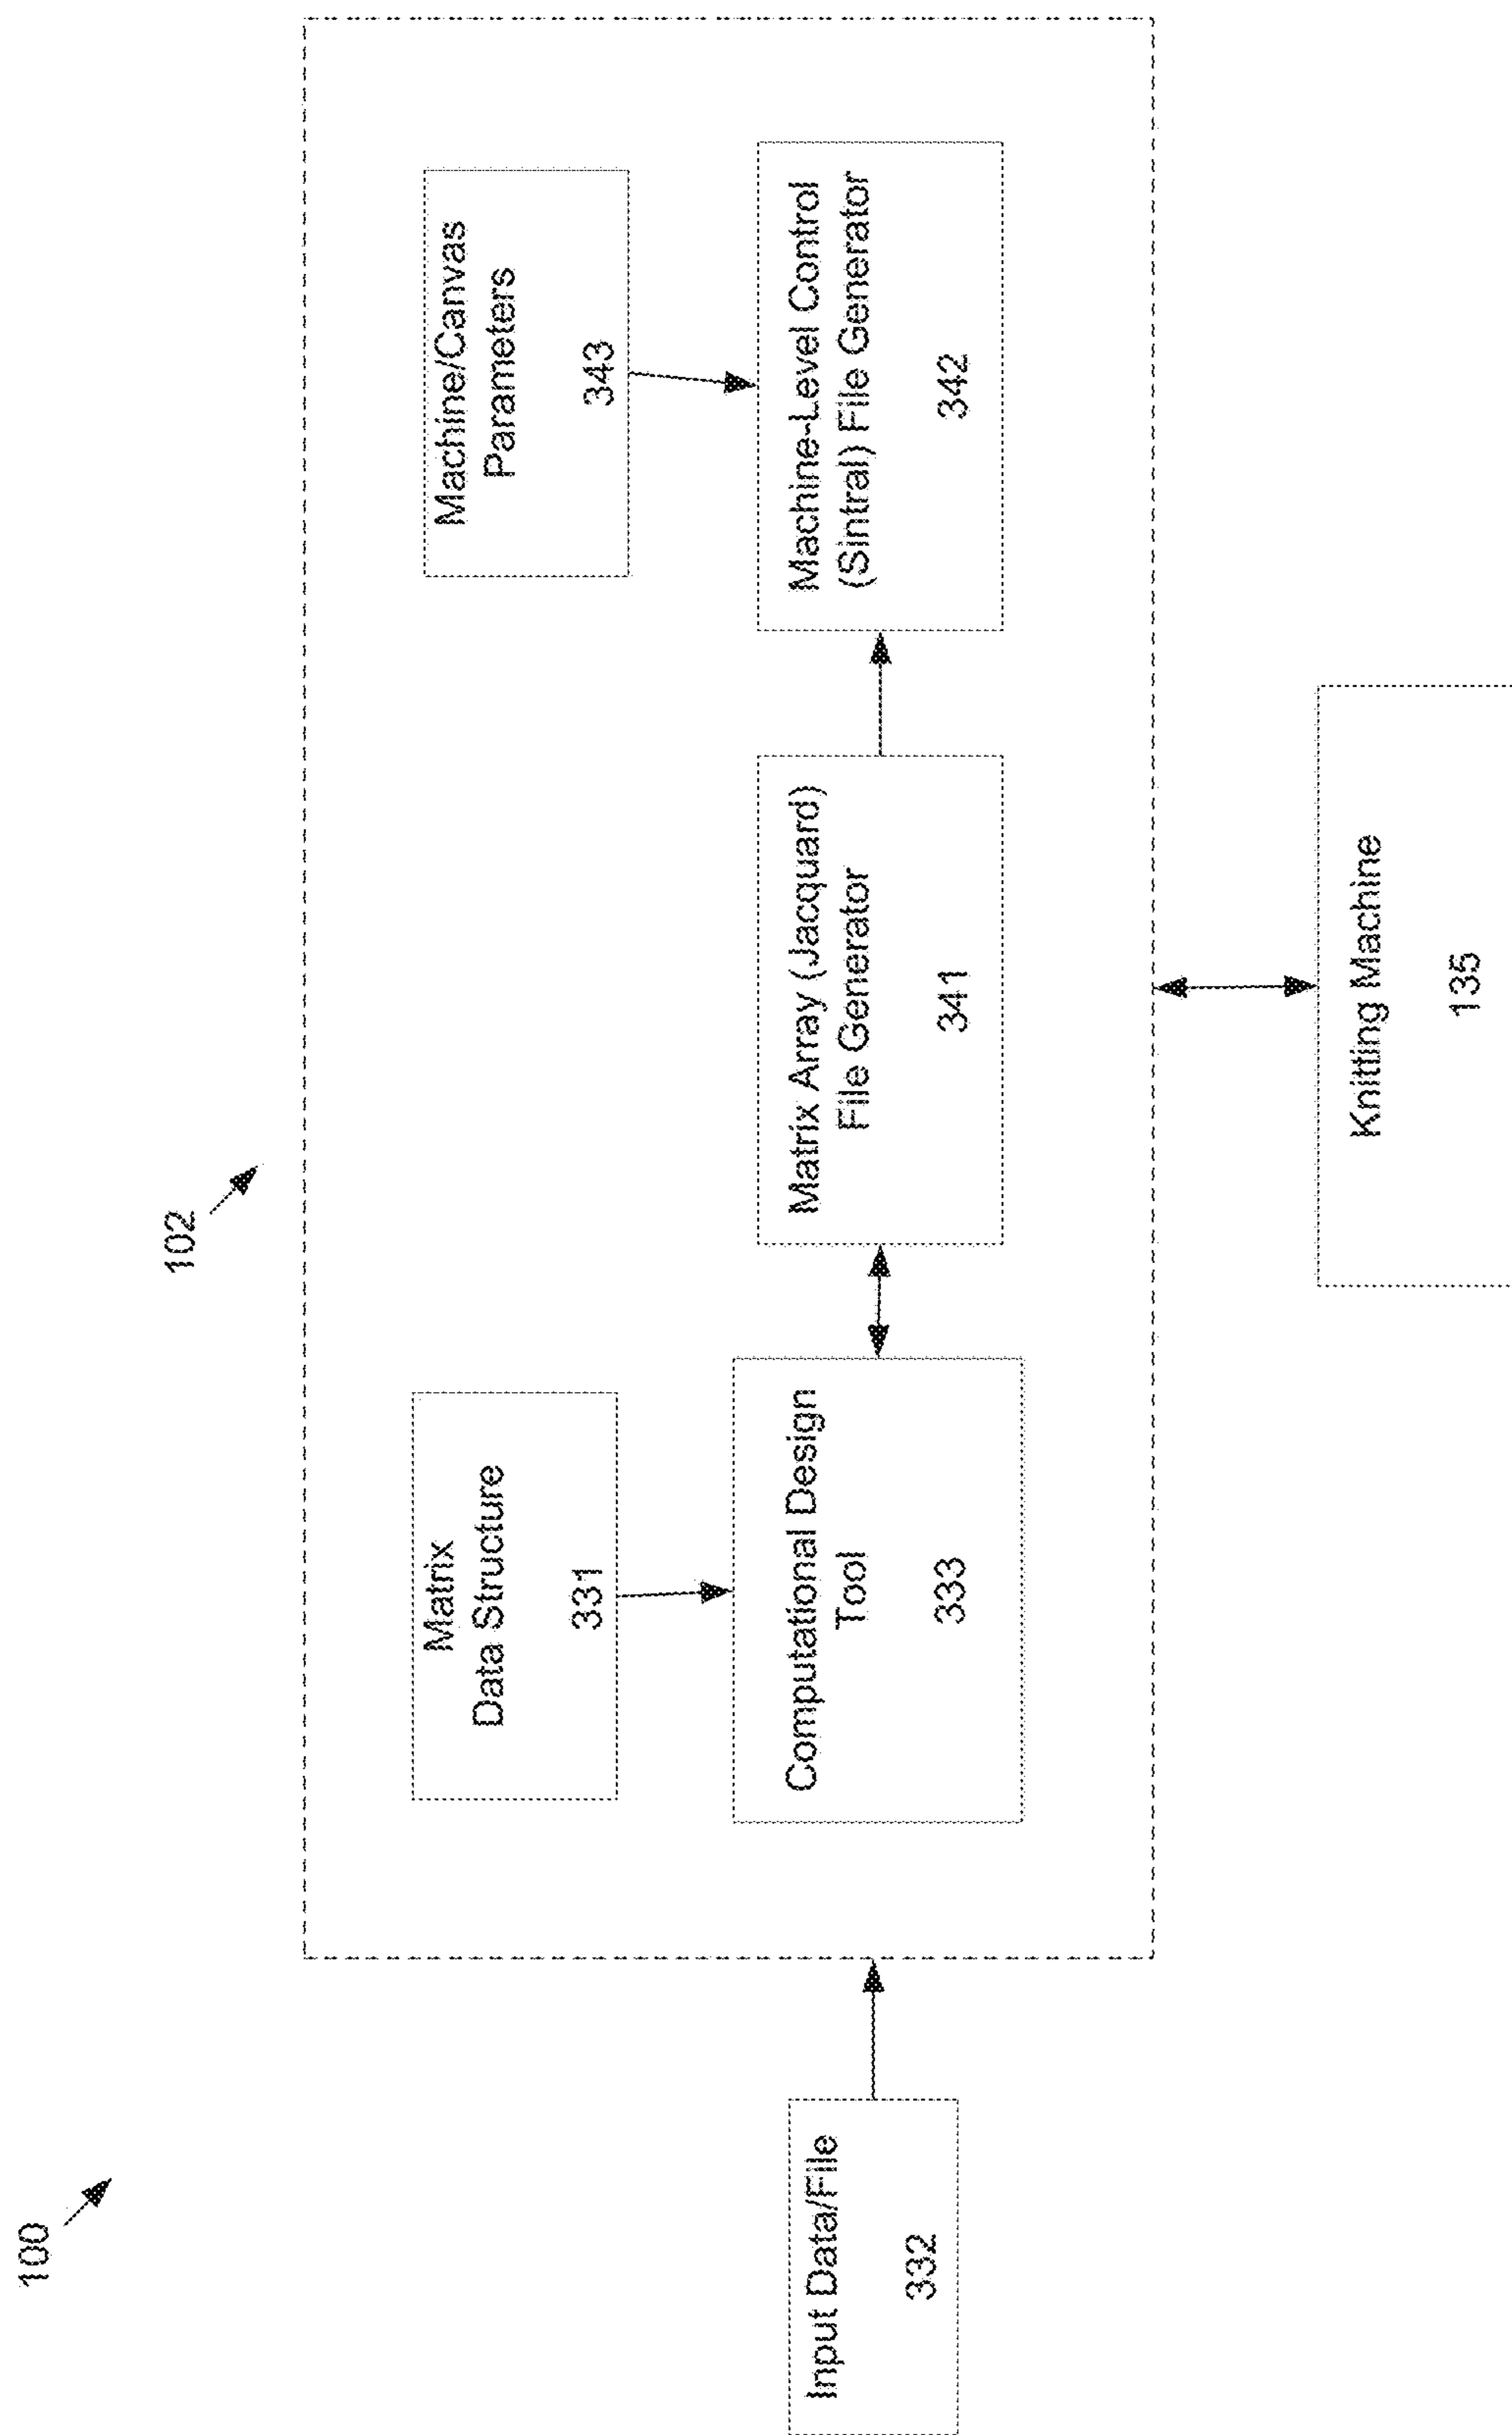 100
102
Input Data/File
332
Matrix
Data Structure
331
Computational Design
Tool
333
Matrix Array (Jacquard)
File Generator
341
Machine/Canvas
Parameters
343
Machine-Level Control
(Sintral) File Generator
342
Knitting Machine
135